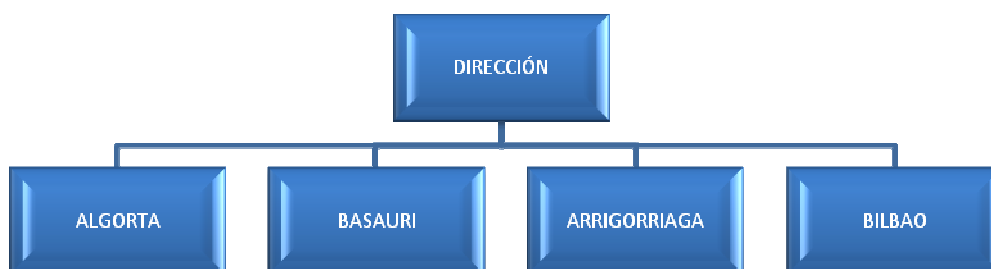 DIRECCIÓN
ALGORTA
BASAURI
ARRIGORRIAGA
BILBAO